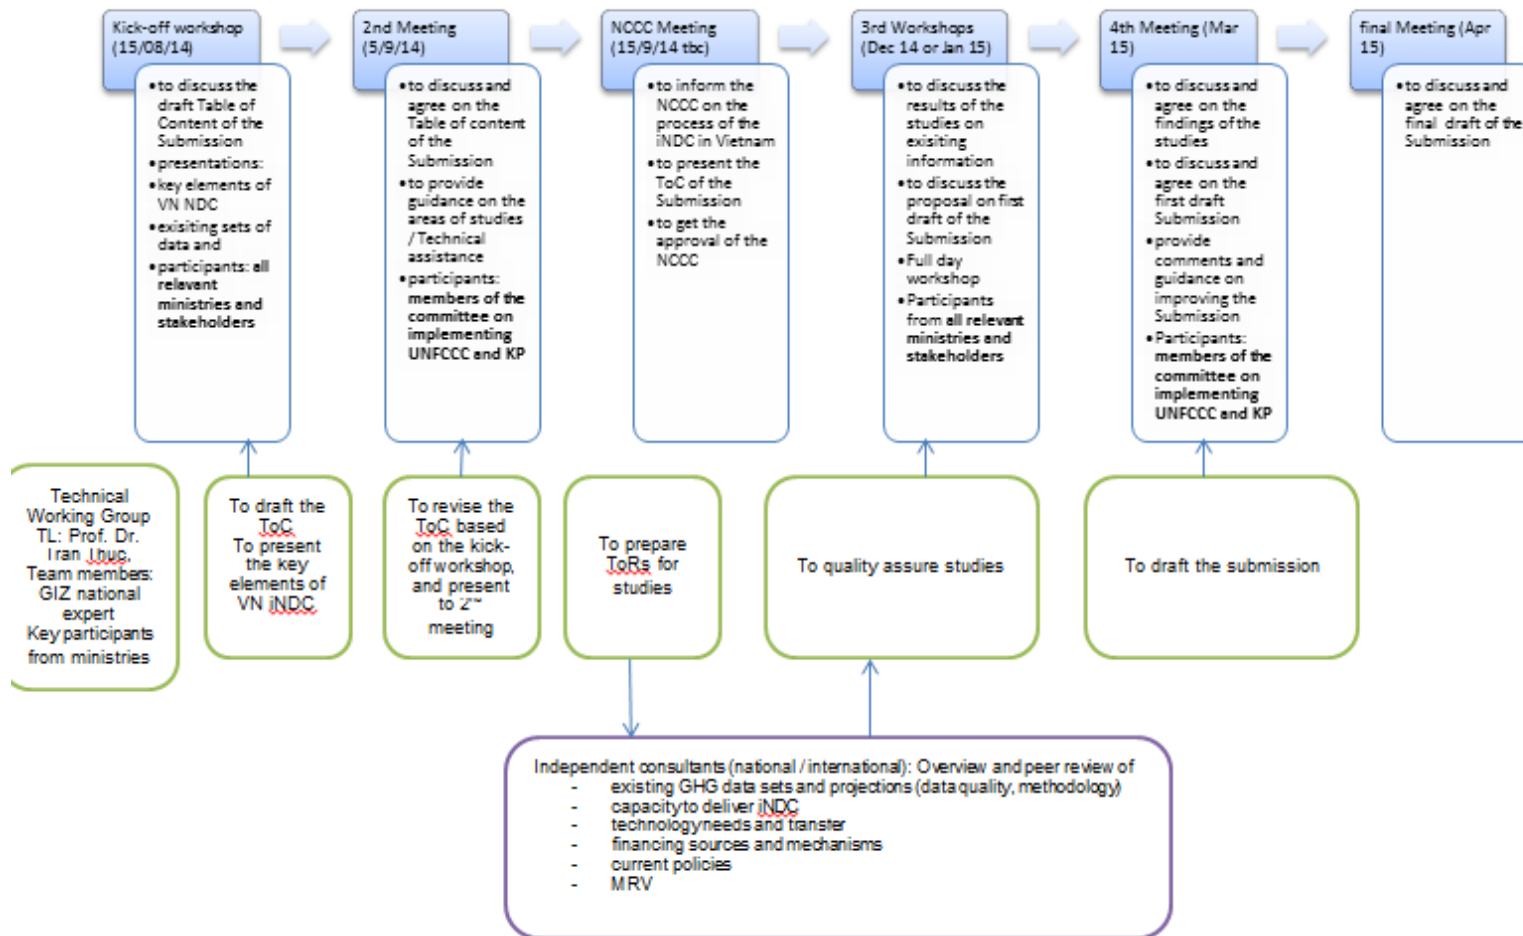 Kick-off workshop
(15/08/14)
• to discuss the
draft Table of
Content of the
Submission
• presentations:
• key elements of
VN NDC
• exisiting sets of
data and
• participants: all
relevant
ministries and
stakeholders
2nd Meeting
(5/9/14)
• to discuss and
agree on the
Table of content
of the
Submission
• to provide
guidance on the
areas of studies
/ Technical
assistance
• participants:
members of the
committee on
implementing
UNFCCC and KP
NCCC Meeting
(15/9/14 tbc)
• to inform the
NCCC on the
process of the
iNDC in Vietnam
• to present the
ToC of the
Submission
• to get the
approval of the
NCCC
3rd Workshops
(Dec 14 or Jan 15)
• to discuss the
results of the
studies on
exisiting
information
• to discuss the
proposal on first
draft of the
Submission
• Full day
workshop
• Participants
from all relevant
ministries and
stakeholders
4th Meeting (Mar
15)
• to discuss and
agree on the
findings of the
studies
• to discuss and
agree on the
first draft
Submission
• provide
comments and
guidance on
improving the
Submission
• Participants:
members of the
committee on
implementing
UNFCCC and KP
final Meeting (Apr
15)
• to discuss and
agree on the
final draft of the
Submission
Technical
Working Group
TL: Prof. Dr.
Tran Thuc,
Team members:
GIZ national
expert
Key participants
from ministries
To draft the
ToC
To present
the key
elements of
VN iNDC
To revise the
ToC based
on the kick-
off workshop,
and present
to 2nd
meeting
To prepare
ToRs for
studies
To quality assure studies
To draft the submission
Independent consultants (national / international): Overview and peer review of
- existing GHG data sets and projections (data quality, methodology)
- capacity to deliver iNDC
- technology needs and transfer
- financing sources and mechanisms
- current policies
- MRV